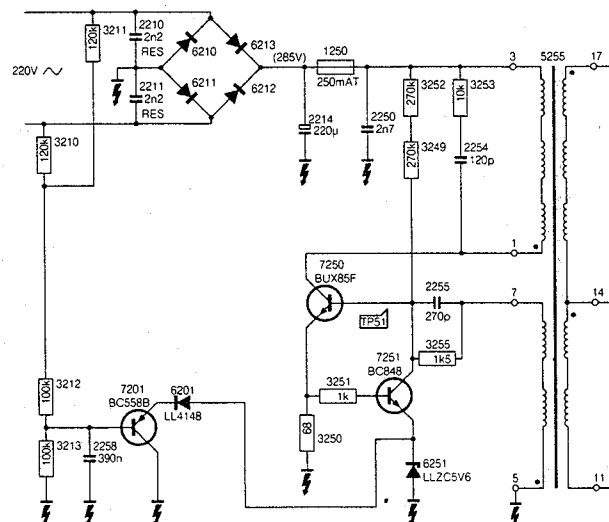 3211
120k
2210
2n2
RES
6210
6213
(285V)
1250
250mAT
3
5255
17
220V
2211
2n2
RES
6211
6212
2214
220µ
2250
2n7
270k
3252
10k
3253
3210
120k
270k
3249
2254
120p
1
7250
BUX85F
2255
270p
7
14
TP51
3255
1k5
7251
BC848
3251
1k
3212
100k
7201
BC558B
6201
LL4148
68
3250
3213
100k
2258
390n
6251
LLZC5V6
5
11